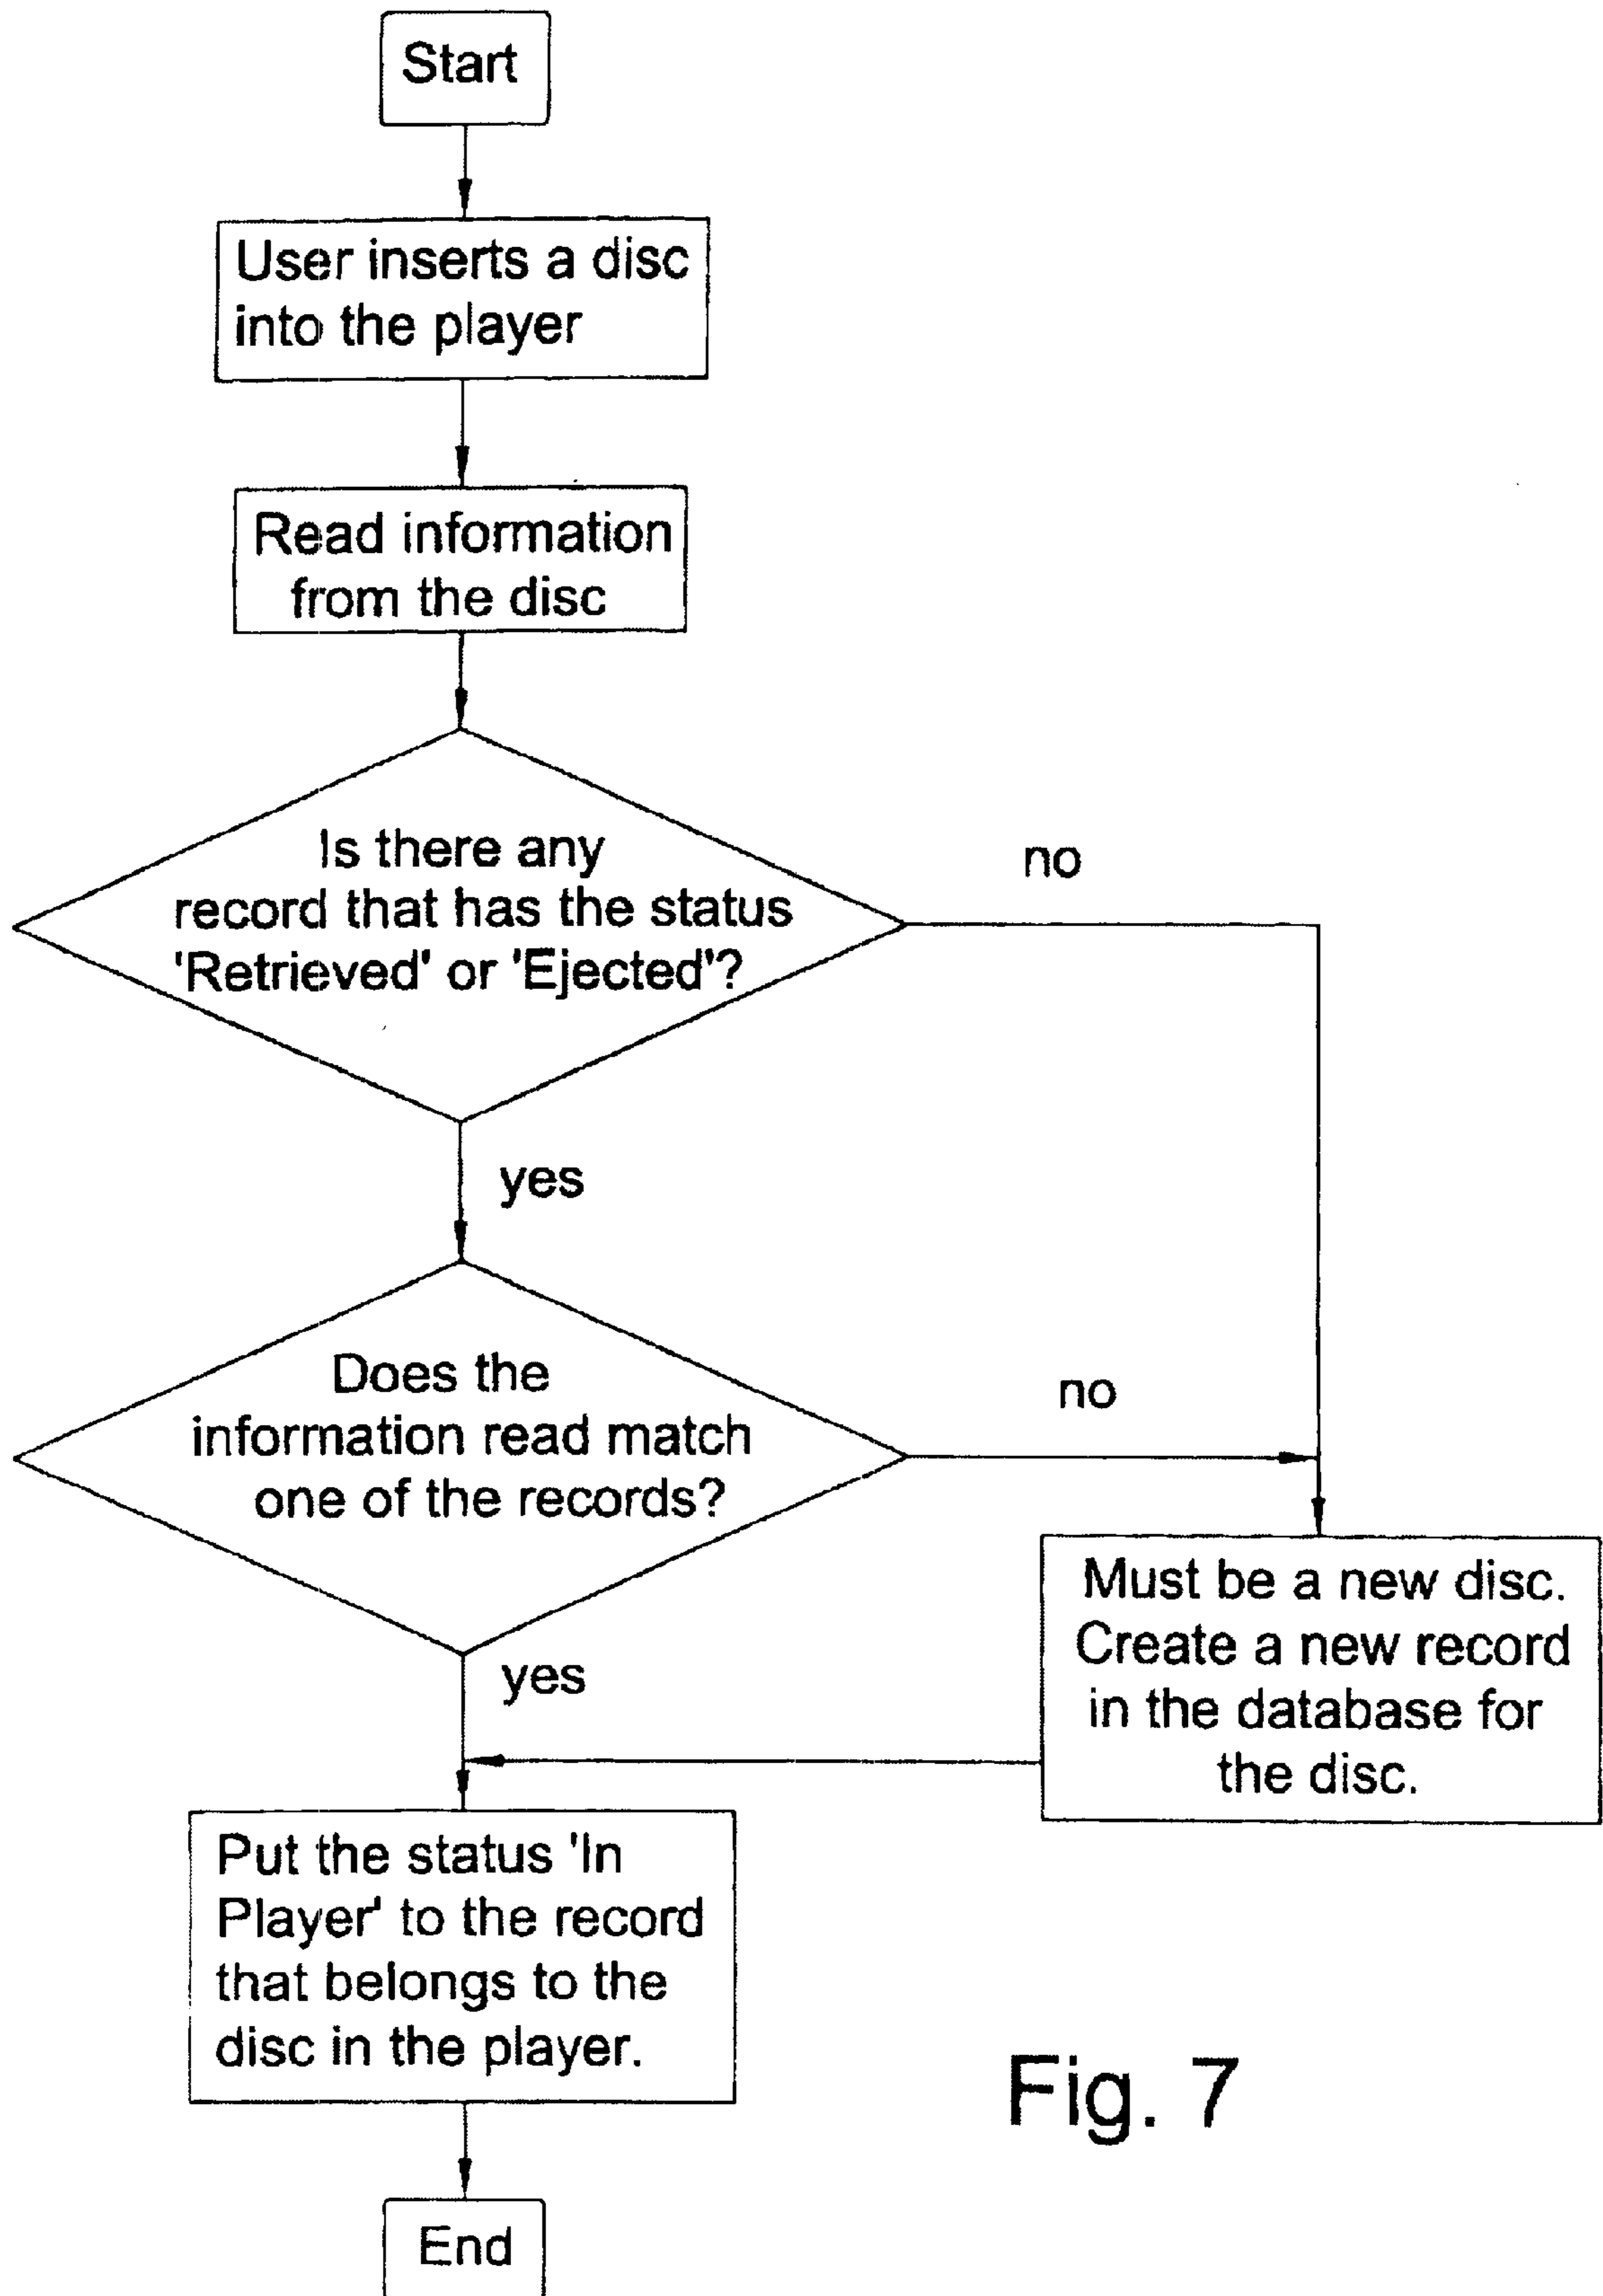 Start
User inserts a disc
into the player
Read information
from the disc
Is there any
record that has the status
'Retrieved' or 'Ejected'?
no
yes
Does the
information read match
one of the records?
no
yes
Must be a new disc.
Create a new record
in the database for
the disc.
Put the status 'In
Player' to the record
that belongs to the
disc in the player.
End
Fig. 7